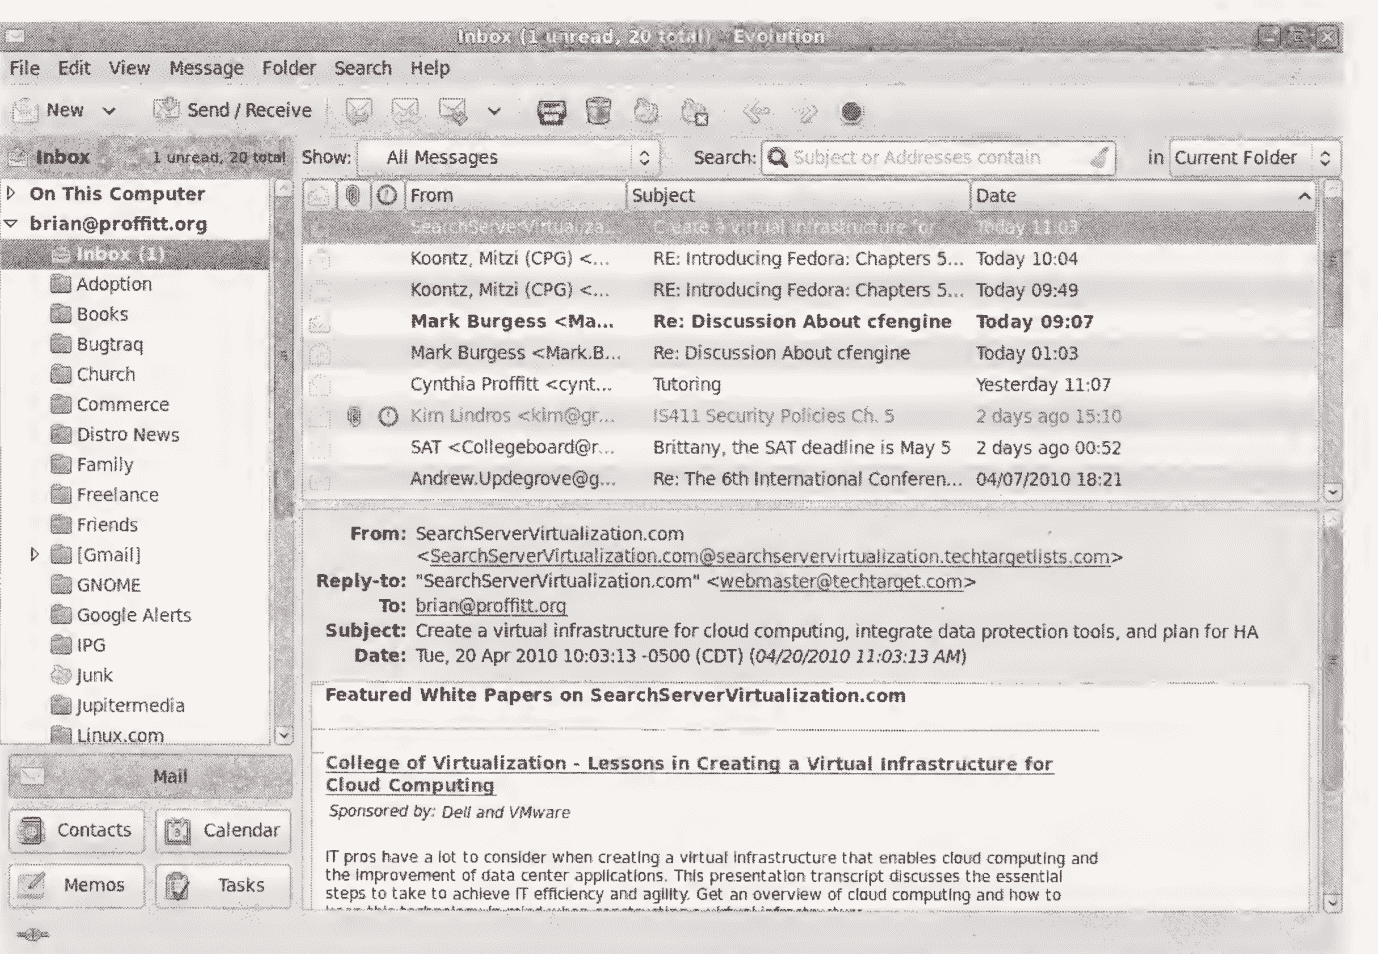 Inbox (1 unread, 20 total) - Evolution
File Edit View Message Folder Search Help
New Send / Receive
Inbox 1 unread, 20 total Show: All Messages Search: Subject or Addresses contain in Current Folder
On This Computer
brian@proffitt.org
Inbox (1)
Adoption
Books
Bugtraq
Church
Commerce
Distro News
Family
Freelance
Friends
[Gmail]
GNOME
Google Alerts
IPG
Junk
Jupitermedia
Linux.com
Mail
Contacts Calendar
Memos Tasks
From Subject Date
SearchServerVirtualiza... Create a virtual infrastructure for Today 11:03
Koontz, Mitzi (CPG) <... RE: Introducing Fedora: Chapters 5... Today 10:04
Koontz, Mitzi (CPG) <... RE: Introducing Fedora: Chapters 5... Today 09:49
Mark Burgess <Ma... Re: Discussion About cfengine Today 09:07
Mark Burgess <Mark.B... Re: Discussion About cfengine Today 01:03
Cynthia Proffitt <cynt... Tutoring Yesterday 11:07
Kim Lindros <kim@gr... IS411 Security Policies Ch. 5 2 days ago 15:10
SAT <Collegeboard@r... Brittany, the SAT deadline is May 5 2 days ago 00:52
Andrew.Updegrove@g... Re: The 6th International Conferen... 04/07/2010 18:21
From: SearchServerVirtualization.com
<SearchServerVirtualization.com@searchservervirtualization.techtargetlists.com>
Reply-to: "SearchServerVirtualization.com" <webmaster@techtarget.com>
To: brian@proffitt.org
Subject: Create a virtual infrastructure for cloud computing, integrate data protection tools, and plan for HA
Date: Tue, 20 Apr 2010 10:03:13 -0500 (CDT) (04/20/2010 11:03:13 AM)
Featured White Papers on SearchServerVirtualization.com
College of Virtualization - Lessons in Creating a Virtual Infrastructure for
Cloud Computing
Sponsored by: Dell and VMware
IT pros have a lot to consider when creating a virtual infrastructure that enables cloud computing and
the improvement of data center applications. This presentation transcript discusses the essential
steps to take to achieve IT efficiency and agility. Get an overview of cloud computing and how to